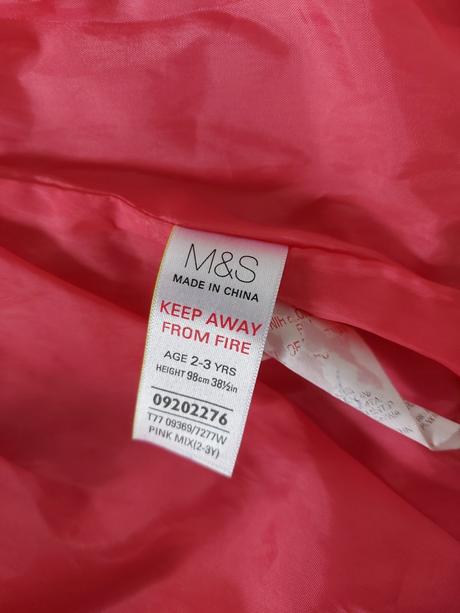 M&S
MADE IN CHINA
KEEP AWAY
FROM FIRE
AGE 2-3 YRS
HEIGHT 98cm 38½in
09202276
T77 09369/7277W
PINK MIX(2-3Y)